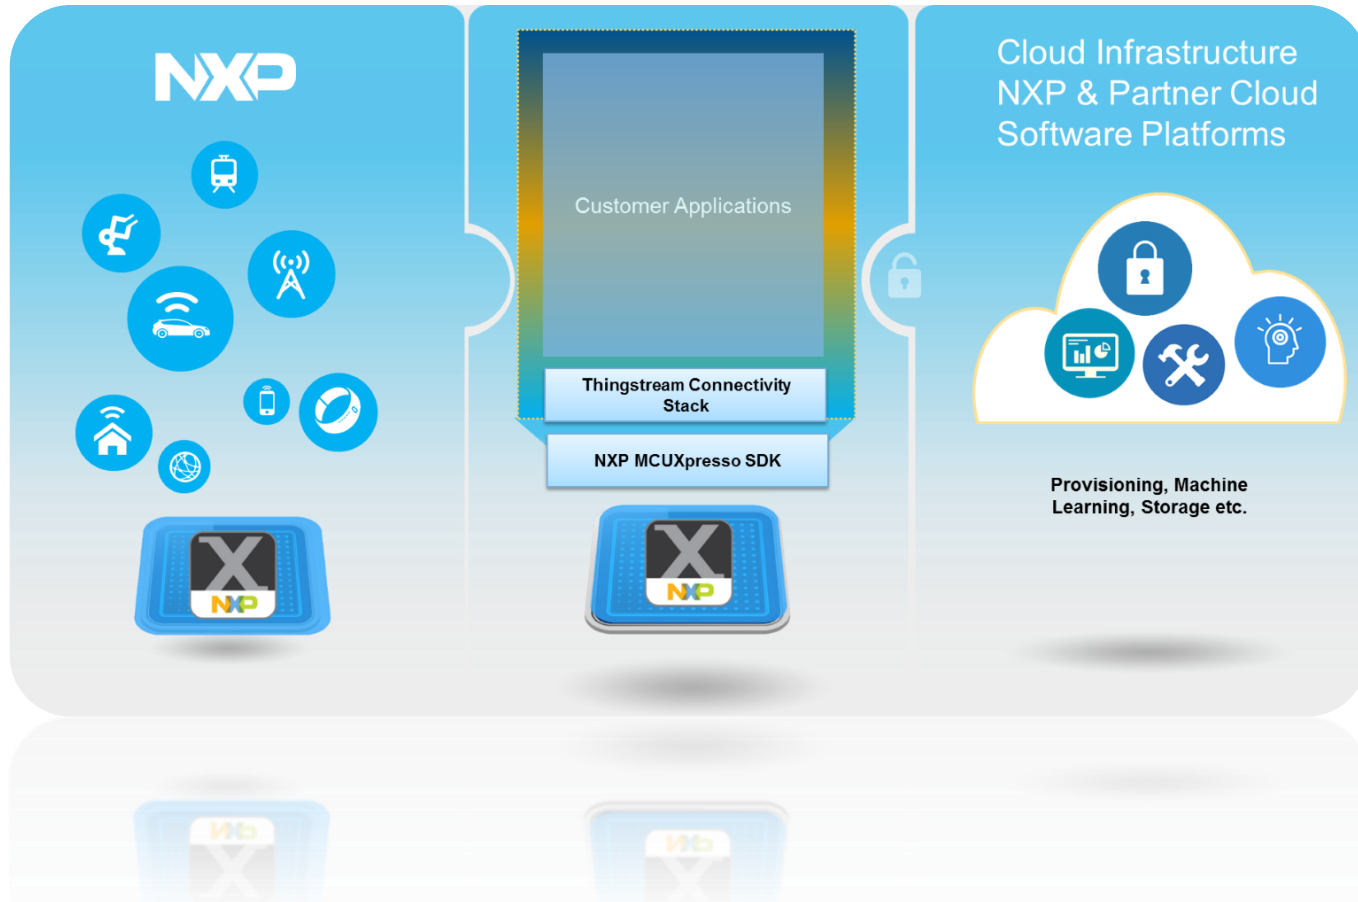 NXP
Customer Applications
Thingstream Connectivity
Stack
NXP MCUXpresso SDK
X
NXP
X
NXP
Cloud Infrastructure
NXP & Partner Cloud
Software Platforms
Provisioning, Machine
Learning, Storage etc.